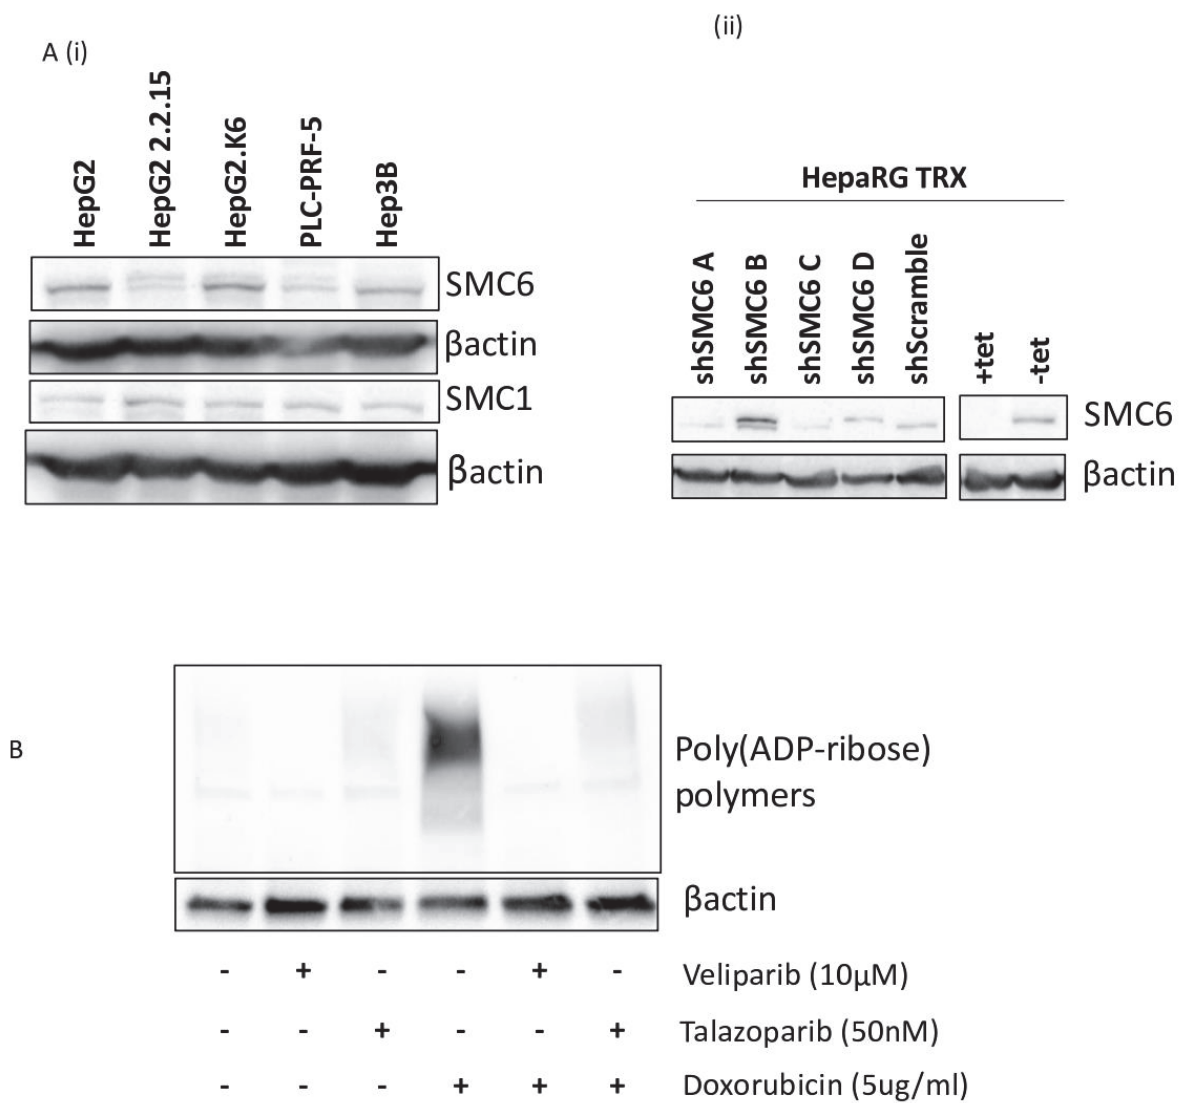 A (i)
(ii)
HepG2
HepG2 2.2.15
HepG2.K6
PLC-PRF-5
Hep3B
SMC6
βactin
SMC1
βactin
HepaRG TRX
shSMC6 A
shSMC6 B
shSMC6 C
shSMC6 D
shScramble
+tet
-tet
SMC6
βactin
B
Poly(ADP-ribose)
polymers
βactin
- + - - + - Veliparib (10μM)
- - + - - + Talazoparib (50nM)
- - - + + + Doxorubicin (5ug/ml)